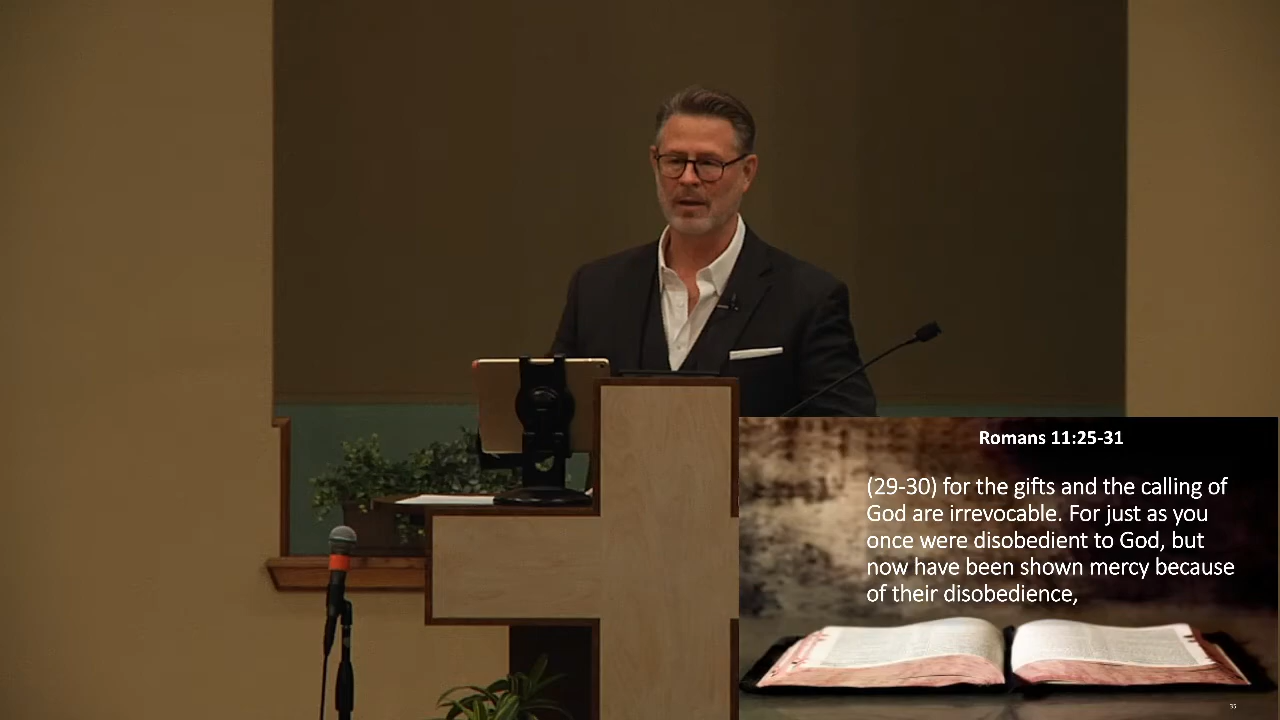 Romans 11:25-31
(29-30) for the gifts and the calling of
God are irrevocable. For just as you
once were disobedient to God, but
now have been shown mercy because
of their disobedience,
35